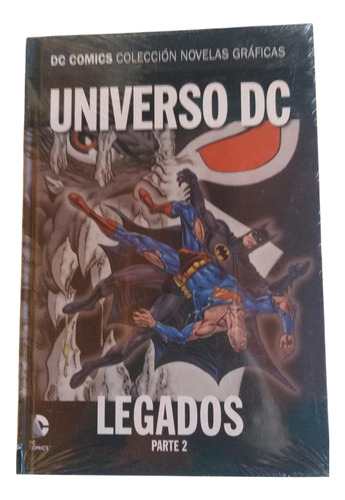 DC COMICS COLECCIÓN NOVELAS GRÁFICAS
UNIVERSO DC
LEGADOS
PARTE 2
DC
COMICS